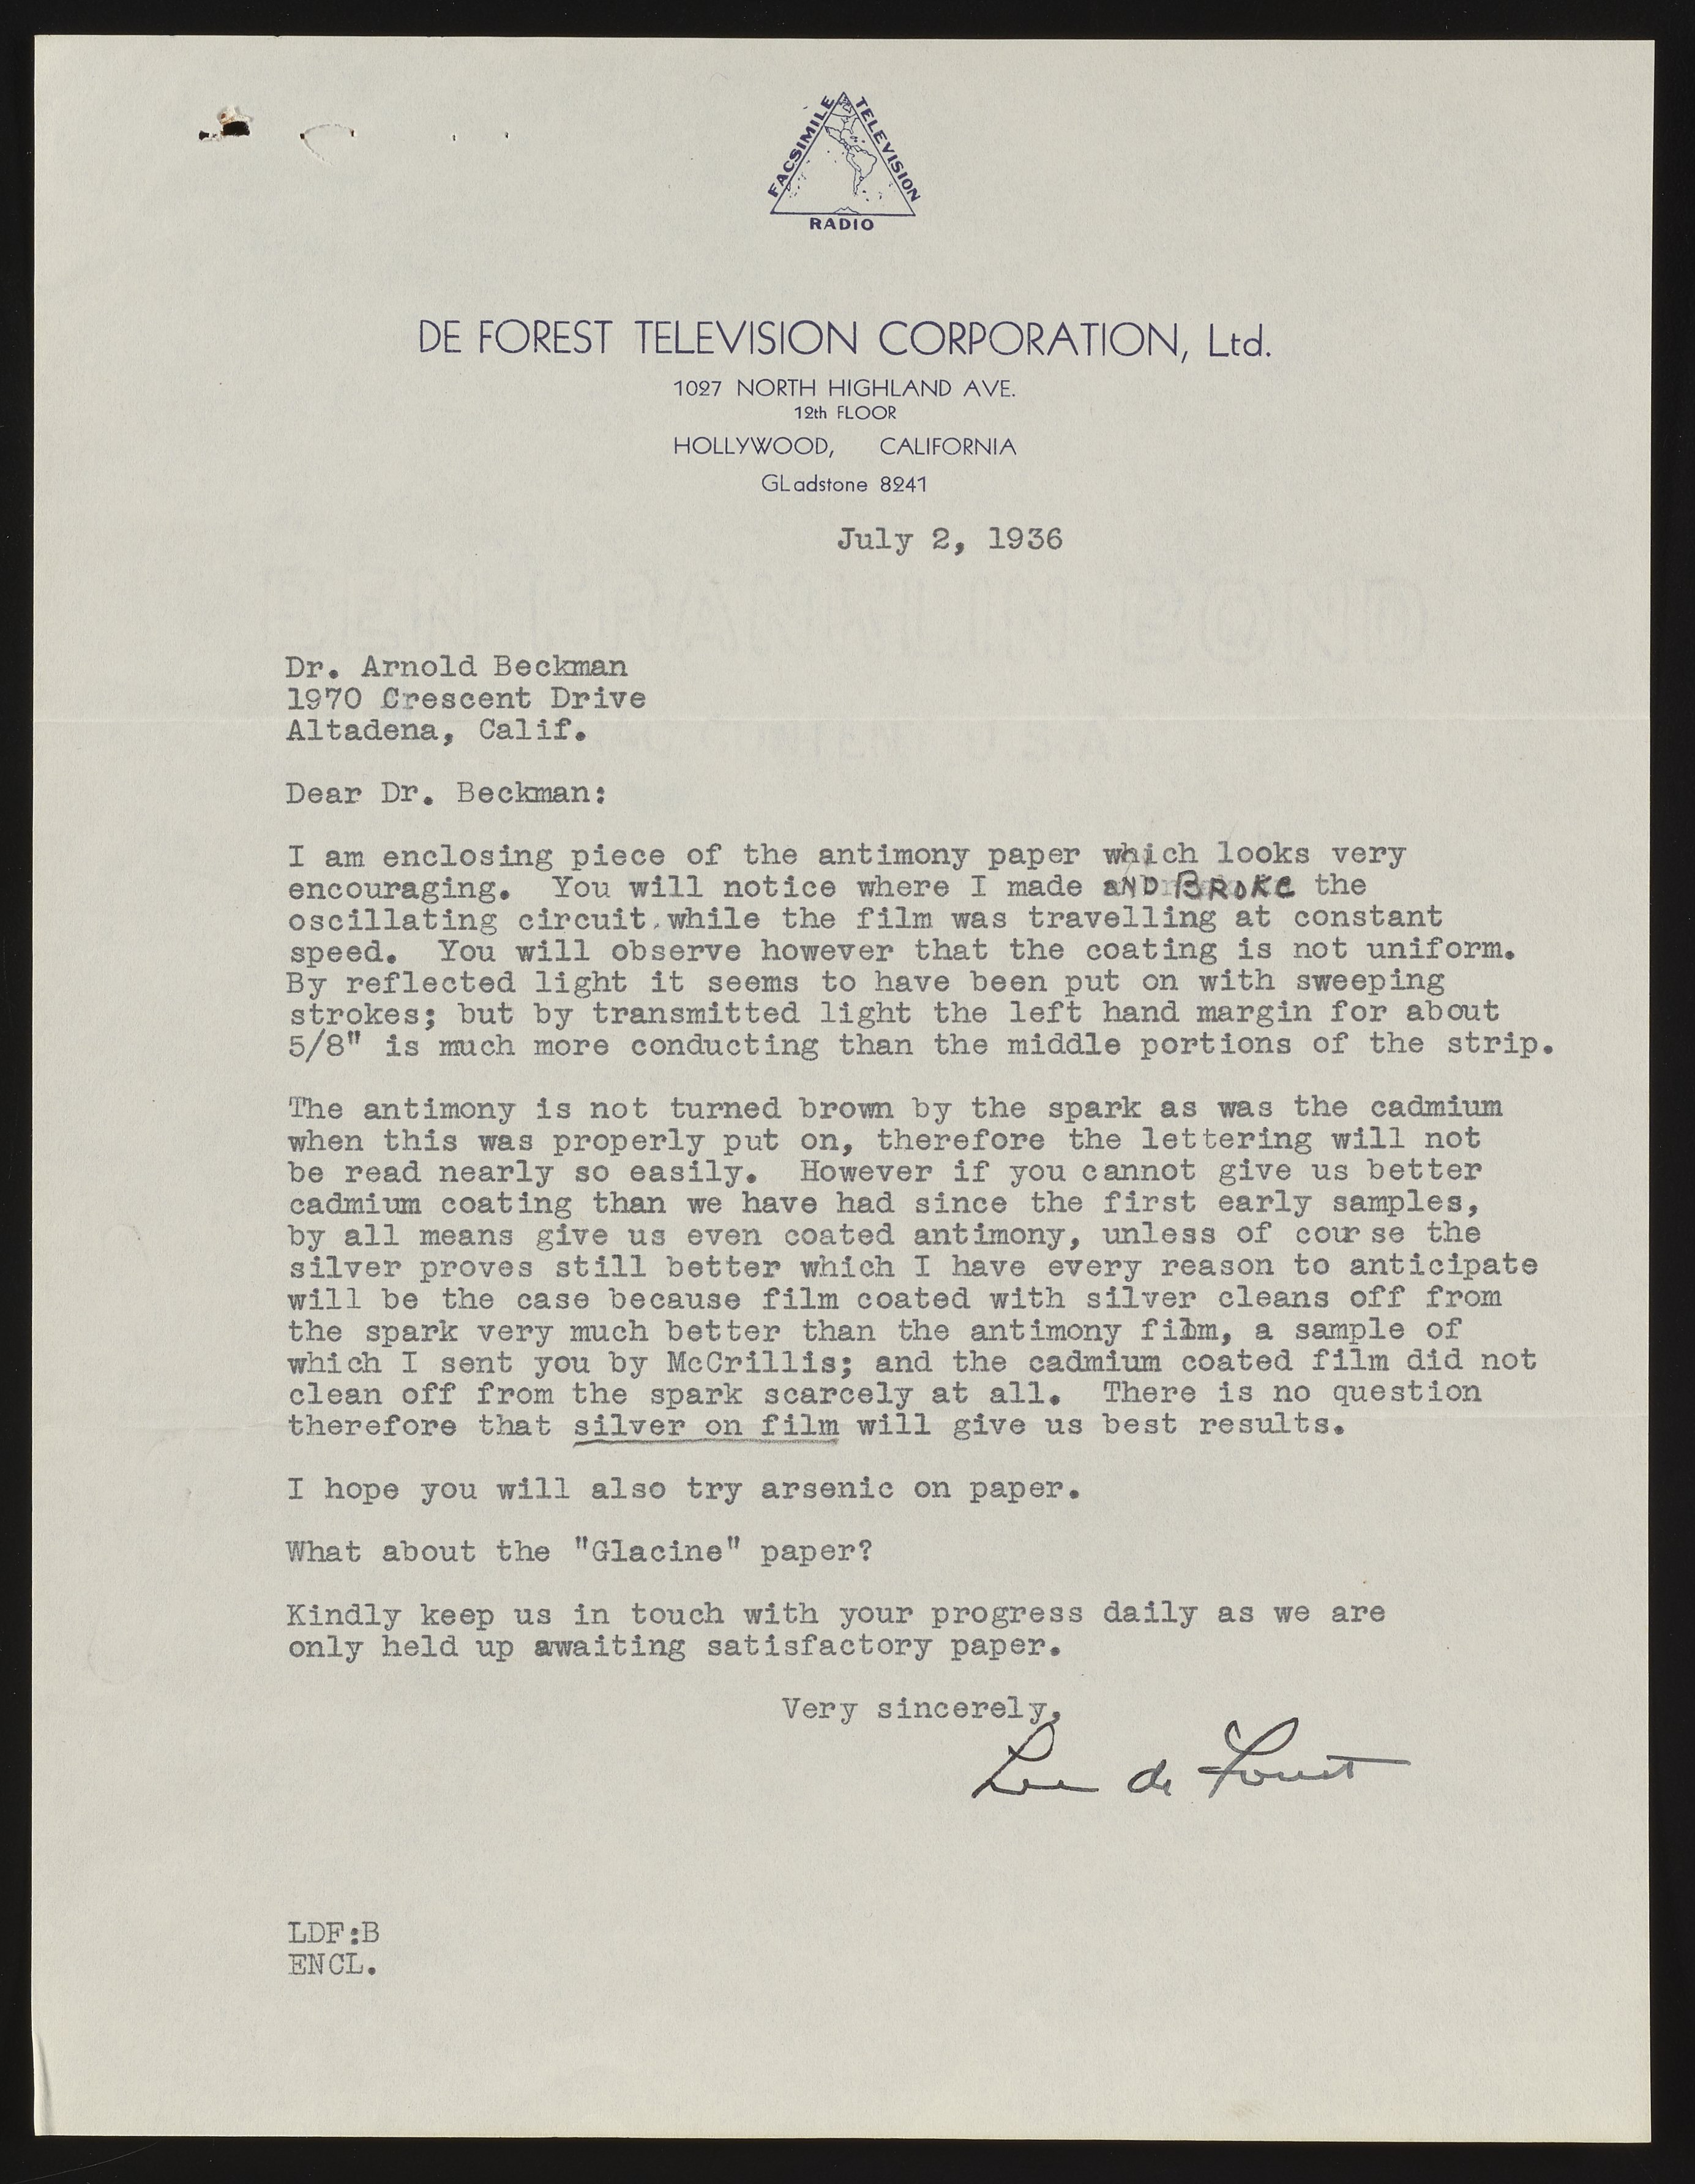 FACSIMILE TELEVISION
RADIO
DE FOREST TELEVISION CORPORATION, Ltd.
1027 NORTH HIGHLAND AVE.
12th FLOOR
HOLLYWOOD, CALIFORNIA
GLadstone 8241
July 2, 1936
Dr. Arnold Beckman
1970 Crescent Drive
Altadena, Calif.
Dear Dr. Beckman:
I am enclosing piece of the antimony paper which looks very
encouraging. You will notice where I made aND BROKE the
oscillating circuit.while the film was travelling at constant
speed. You will observe however that the coating is not uniform.
By reflected light it seems to have been put on with sweeping
strokes; but by transmitted light the left hand margin for about
5/8" is much more conducting than the middle portions of the strip.
The antimony is not turned brown by the spark as was the cadmium
when this was properly put on, therefore the lettering will not
be read nearly so easily. However if you cannot give us better
cadmium coating than we have had since the first early samples,
by all means give us even coated antimony, unless of cour se the
silver proves still better which I have every reason to anticipate
will be the case because film coated with silver cleans off from
the spark very much better than the antimony film, a sample of
which I sent you by McCrillis; and the cadmium coated film did not
clean off from the spark scarcely at all. There is no question
therefore that silver on film will give us best results.
I hope you will also try arsenic on paper.
What about the "Glacine" paper?
Kindly keep us in touch with your progress daily as we are
only held up awaiting satisfactory paper.
Very sincerely,
Lee de Forest
LDF:B
ENCL.